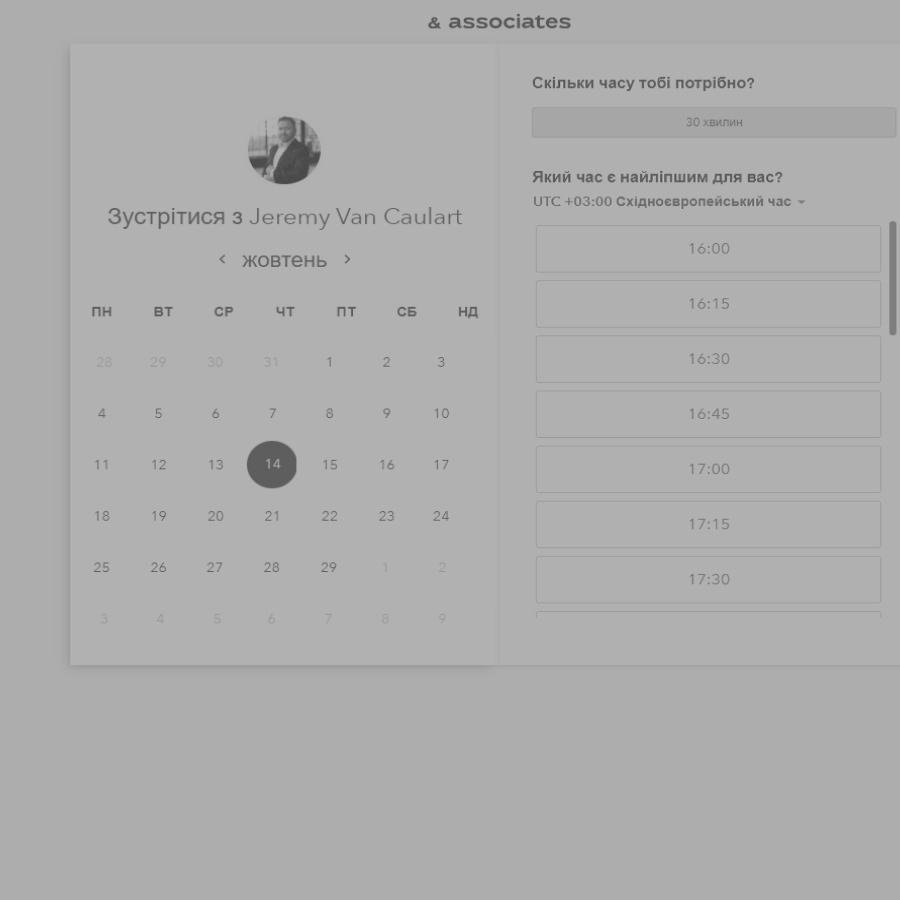 & associates
Зустрітися з Jeremy Van Caulart
жовтень
ПН ВТ СР ЧТ ПТ СБ НД
28 29 30 31 1 2 3
4 5 6 7 8 9 10
11 12 13 14 15 16 17
18 19 20 21 22 23 24
25 26 27 28 29 1 2
3 4 5 6 7 8 9
Скільки часу тобі потрібно?
30 хвилин
Який час є найліпшим для вас?
UTC +03:00 Східноєвропейський час
16:00
16:15
16:30
16:45
17:00
17:15
17:30